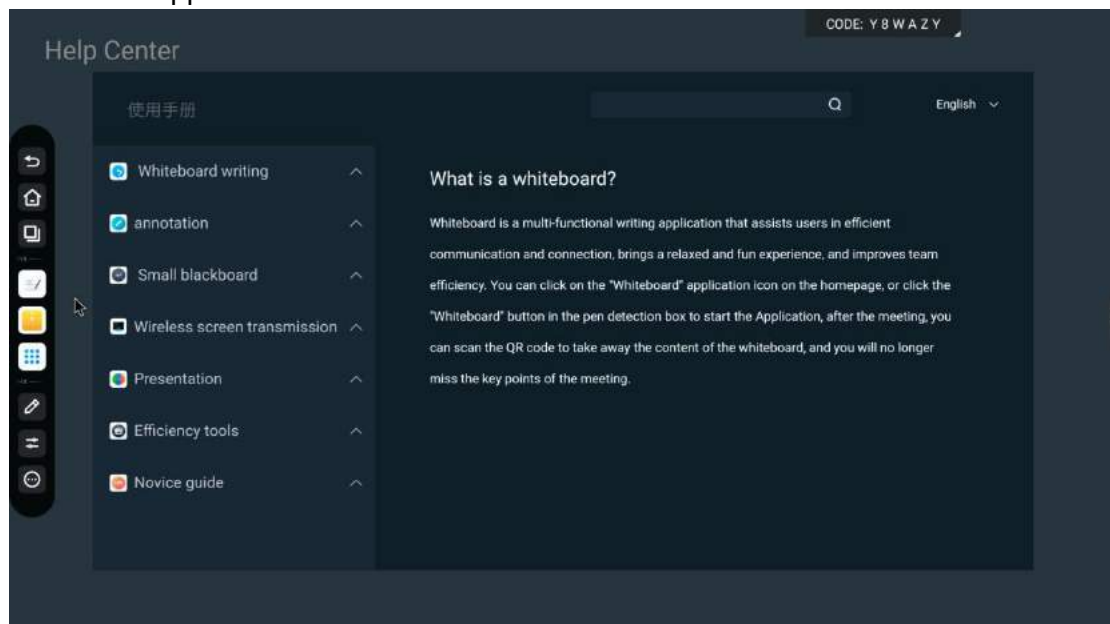 CODE: Y8WAZY
Help Center
使用手册
English
Whiteboard writing
annotation
Small blackboard
Wireless screen transmission
Presentation
Efficiency tools
Novice guide
What is a whiteboard?
Whiteboard is a multi-functional writing application that assists users in efficient
communication and connection, brings a relaxed and fun experience, and improves team
efficiency. You can click on the "Whiteboard" application icon on the homepage, or click the
"Whiteboard" button in the pen detection box to start the Application, after the meeting, you
can scan the QR code to take away the content of the whiteboard, and you will no longer
miss the key points of the meeting.